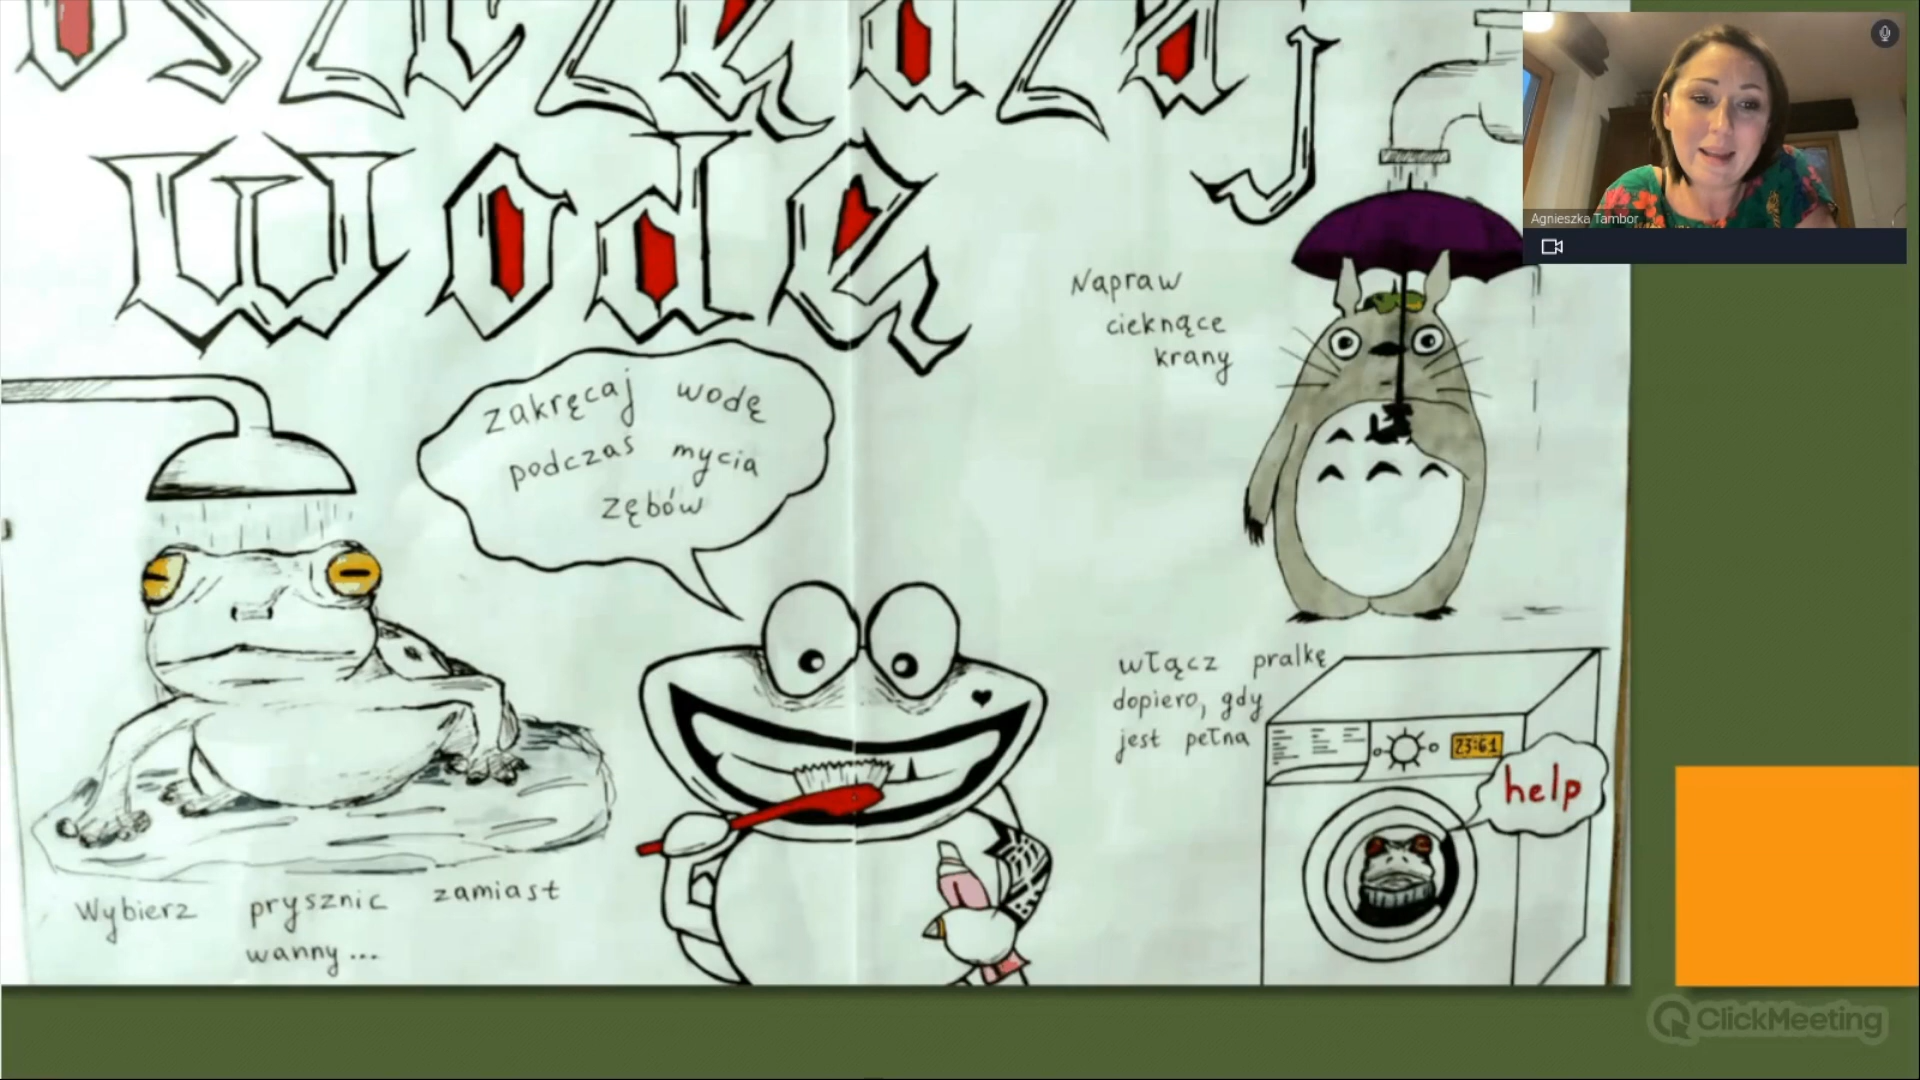 oszczędzaj
wodę
Agnieszka Tambor
Napraw
cieknące
krany
zakręcaj wodę
podczas mycia
zębów
włącz pralkę
dopiero, gdy
jest pełna
23:61
help
Wybierz prysznic zamiast
wanny...
ClickMeeting